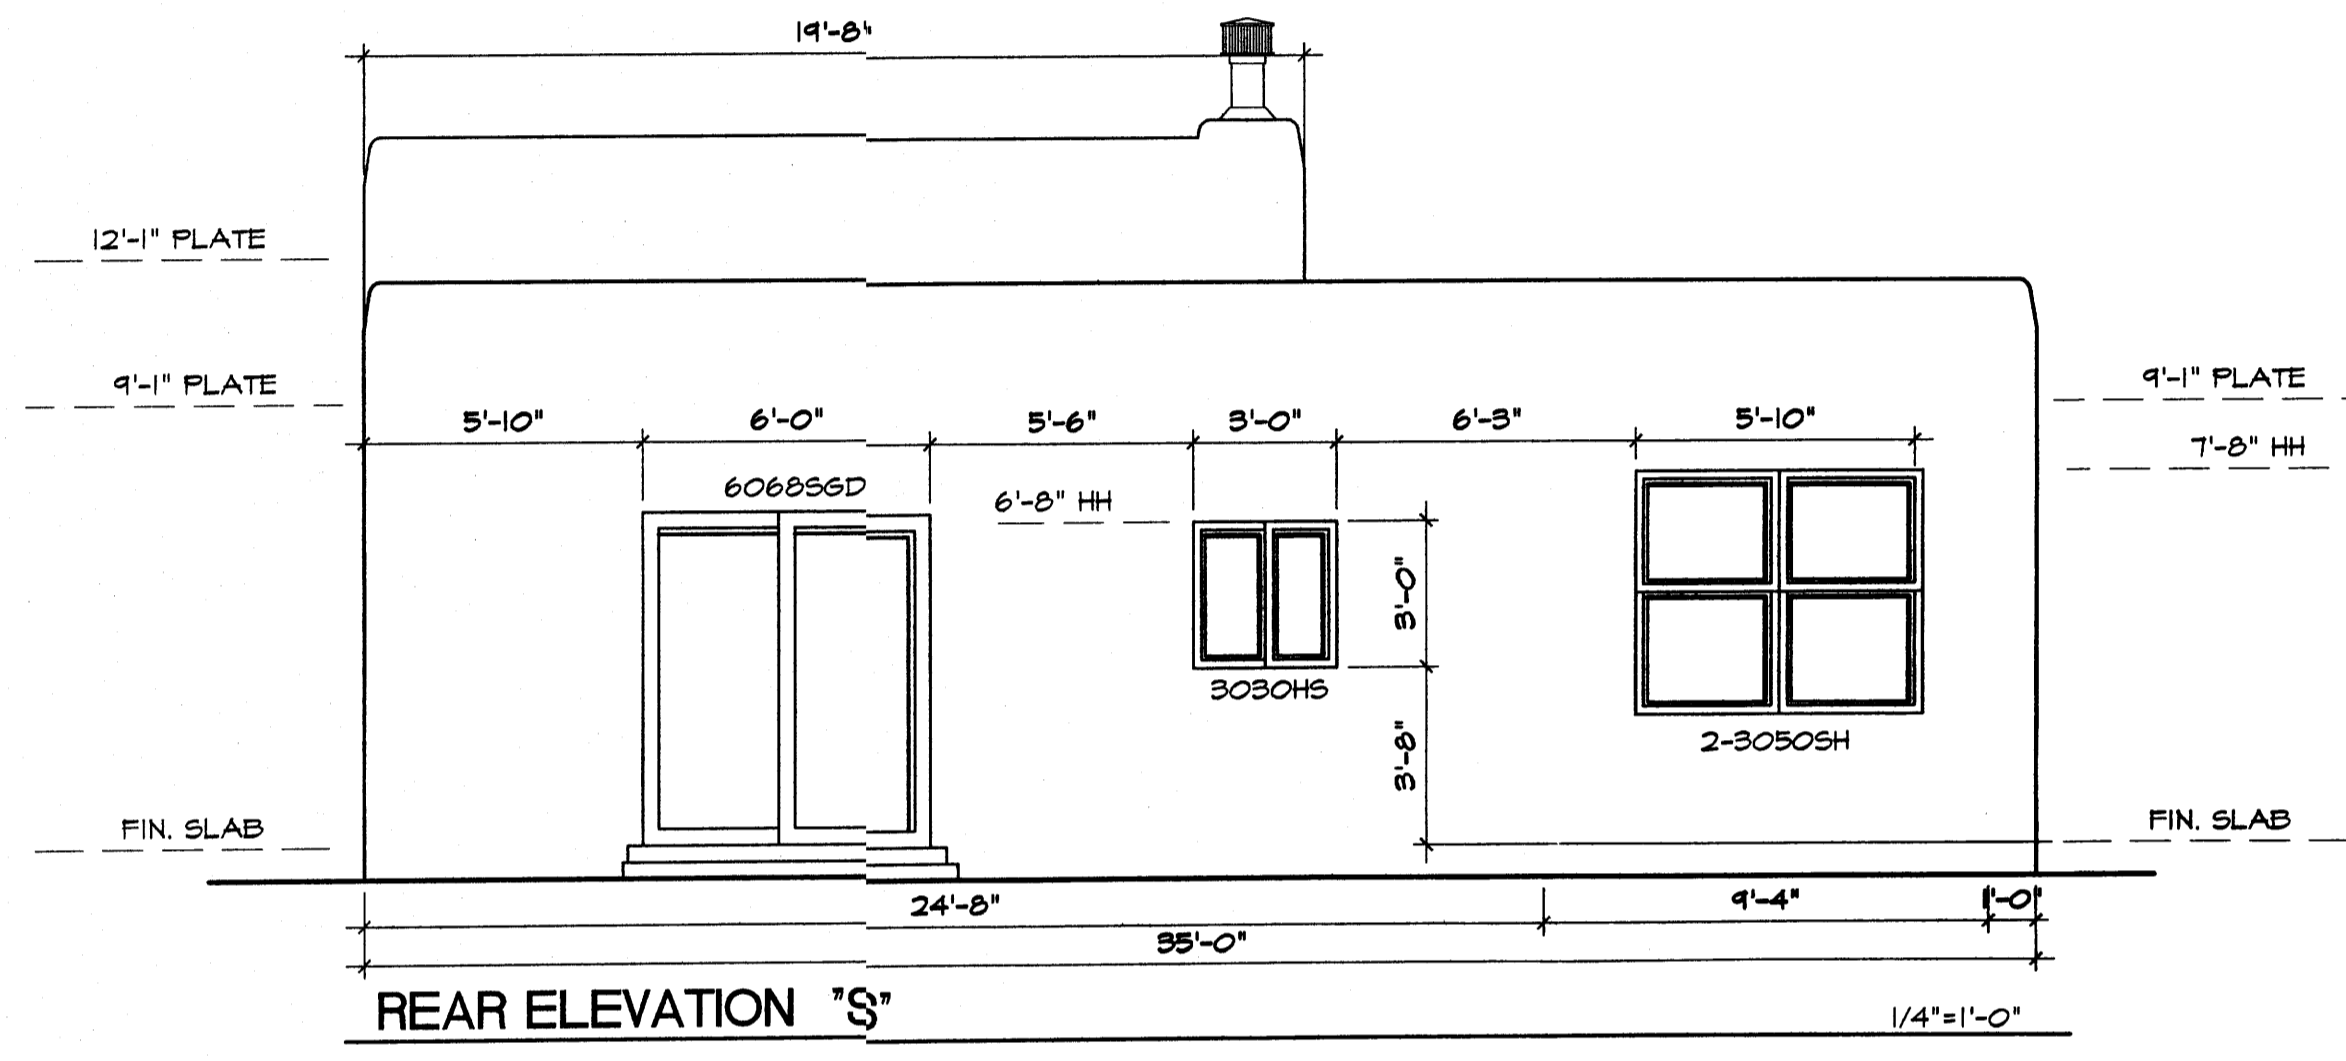 19'-8"
12'-1" PLATE
9'-1" PLATE
9'-1" PLATE
5'-10"
6'-0"
5'-6"
3'-0"
6'-3"
5'-10"
7'-8" HH
6068SGD
6'-8" HH
3'-0"
3030HS
3'-8"
2-3050SH
FIN. SLAB
FIN. SLAB
24'-8"
9'-4"
1'-0"
35'-0"
REAR ELEVATION "S"
1/4"=1'-0"